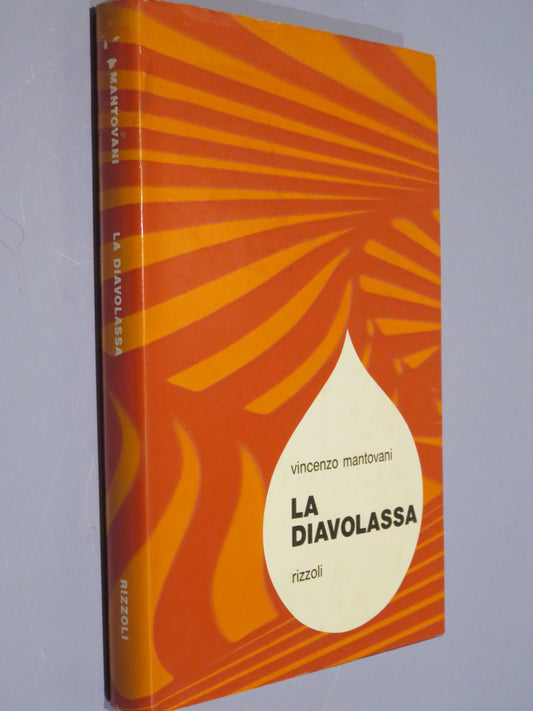 MANTOVANI LA DIAVOLASSA RIZZOLI
vincenzo mantovani
LA
DIAVOLASSA
rizzoli